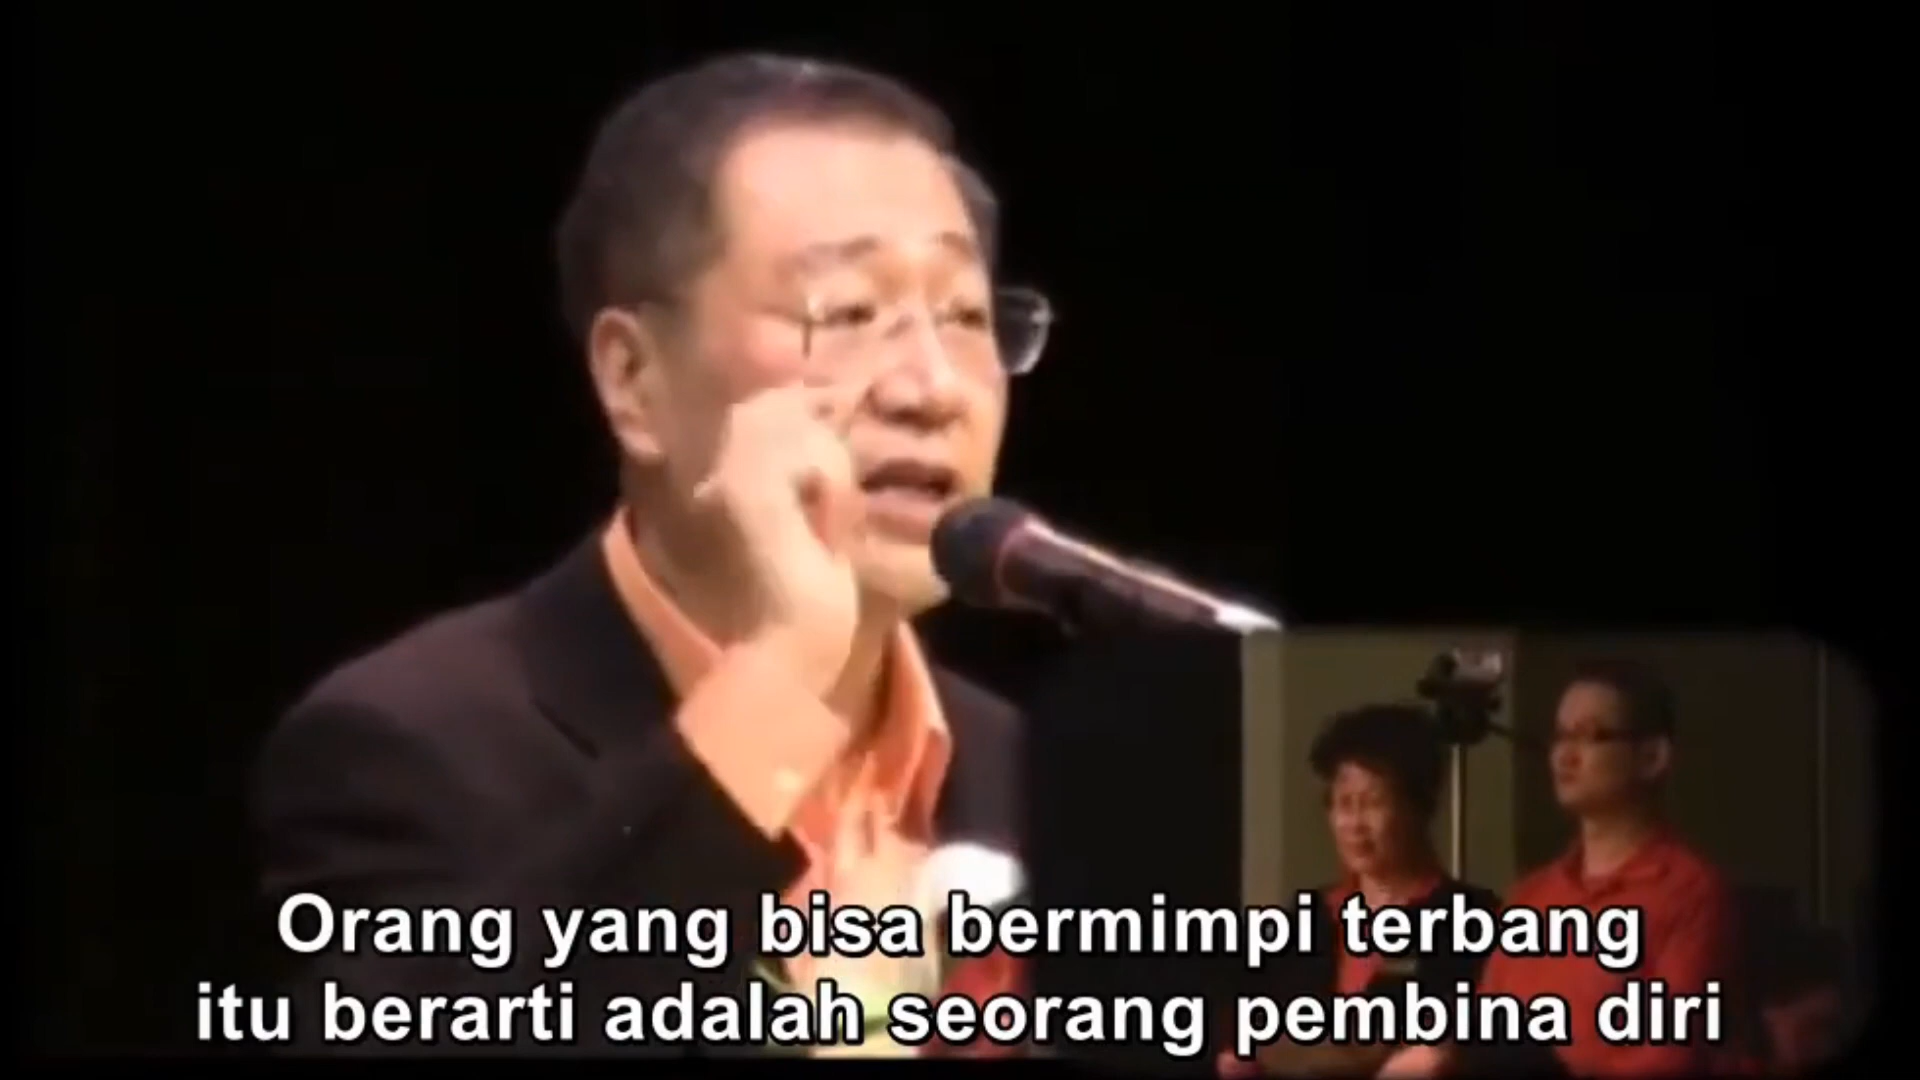 Orang yang bisa bermimpi terbang
itu berarti adalah seorang pembina diri